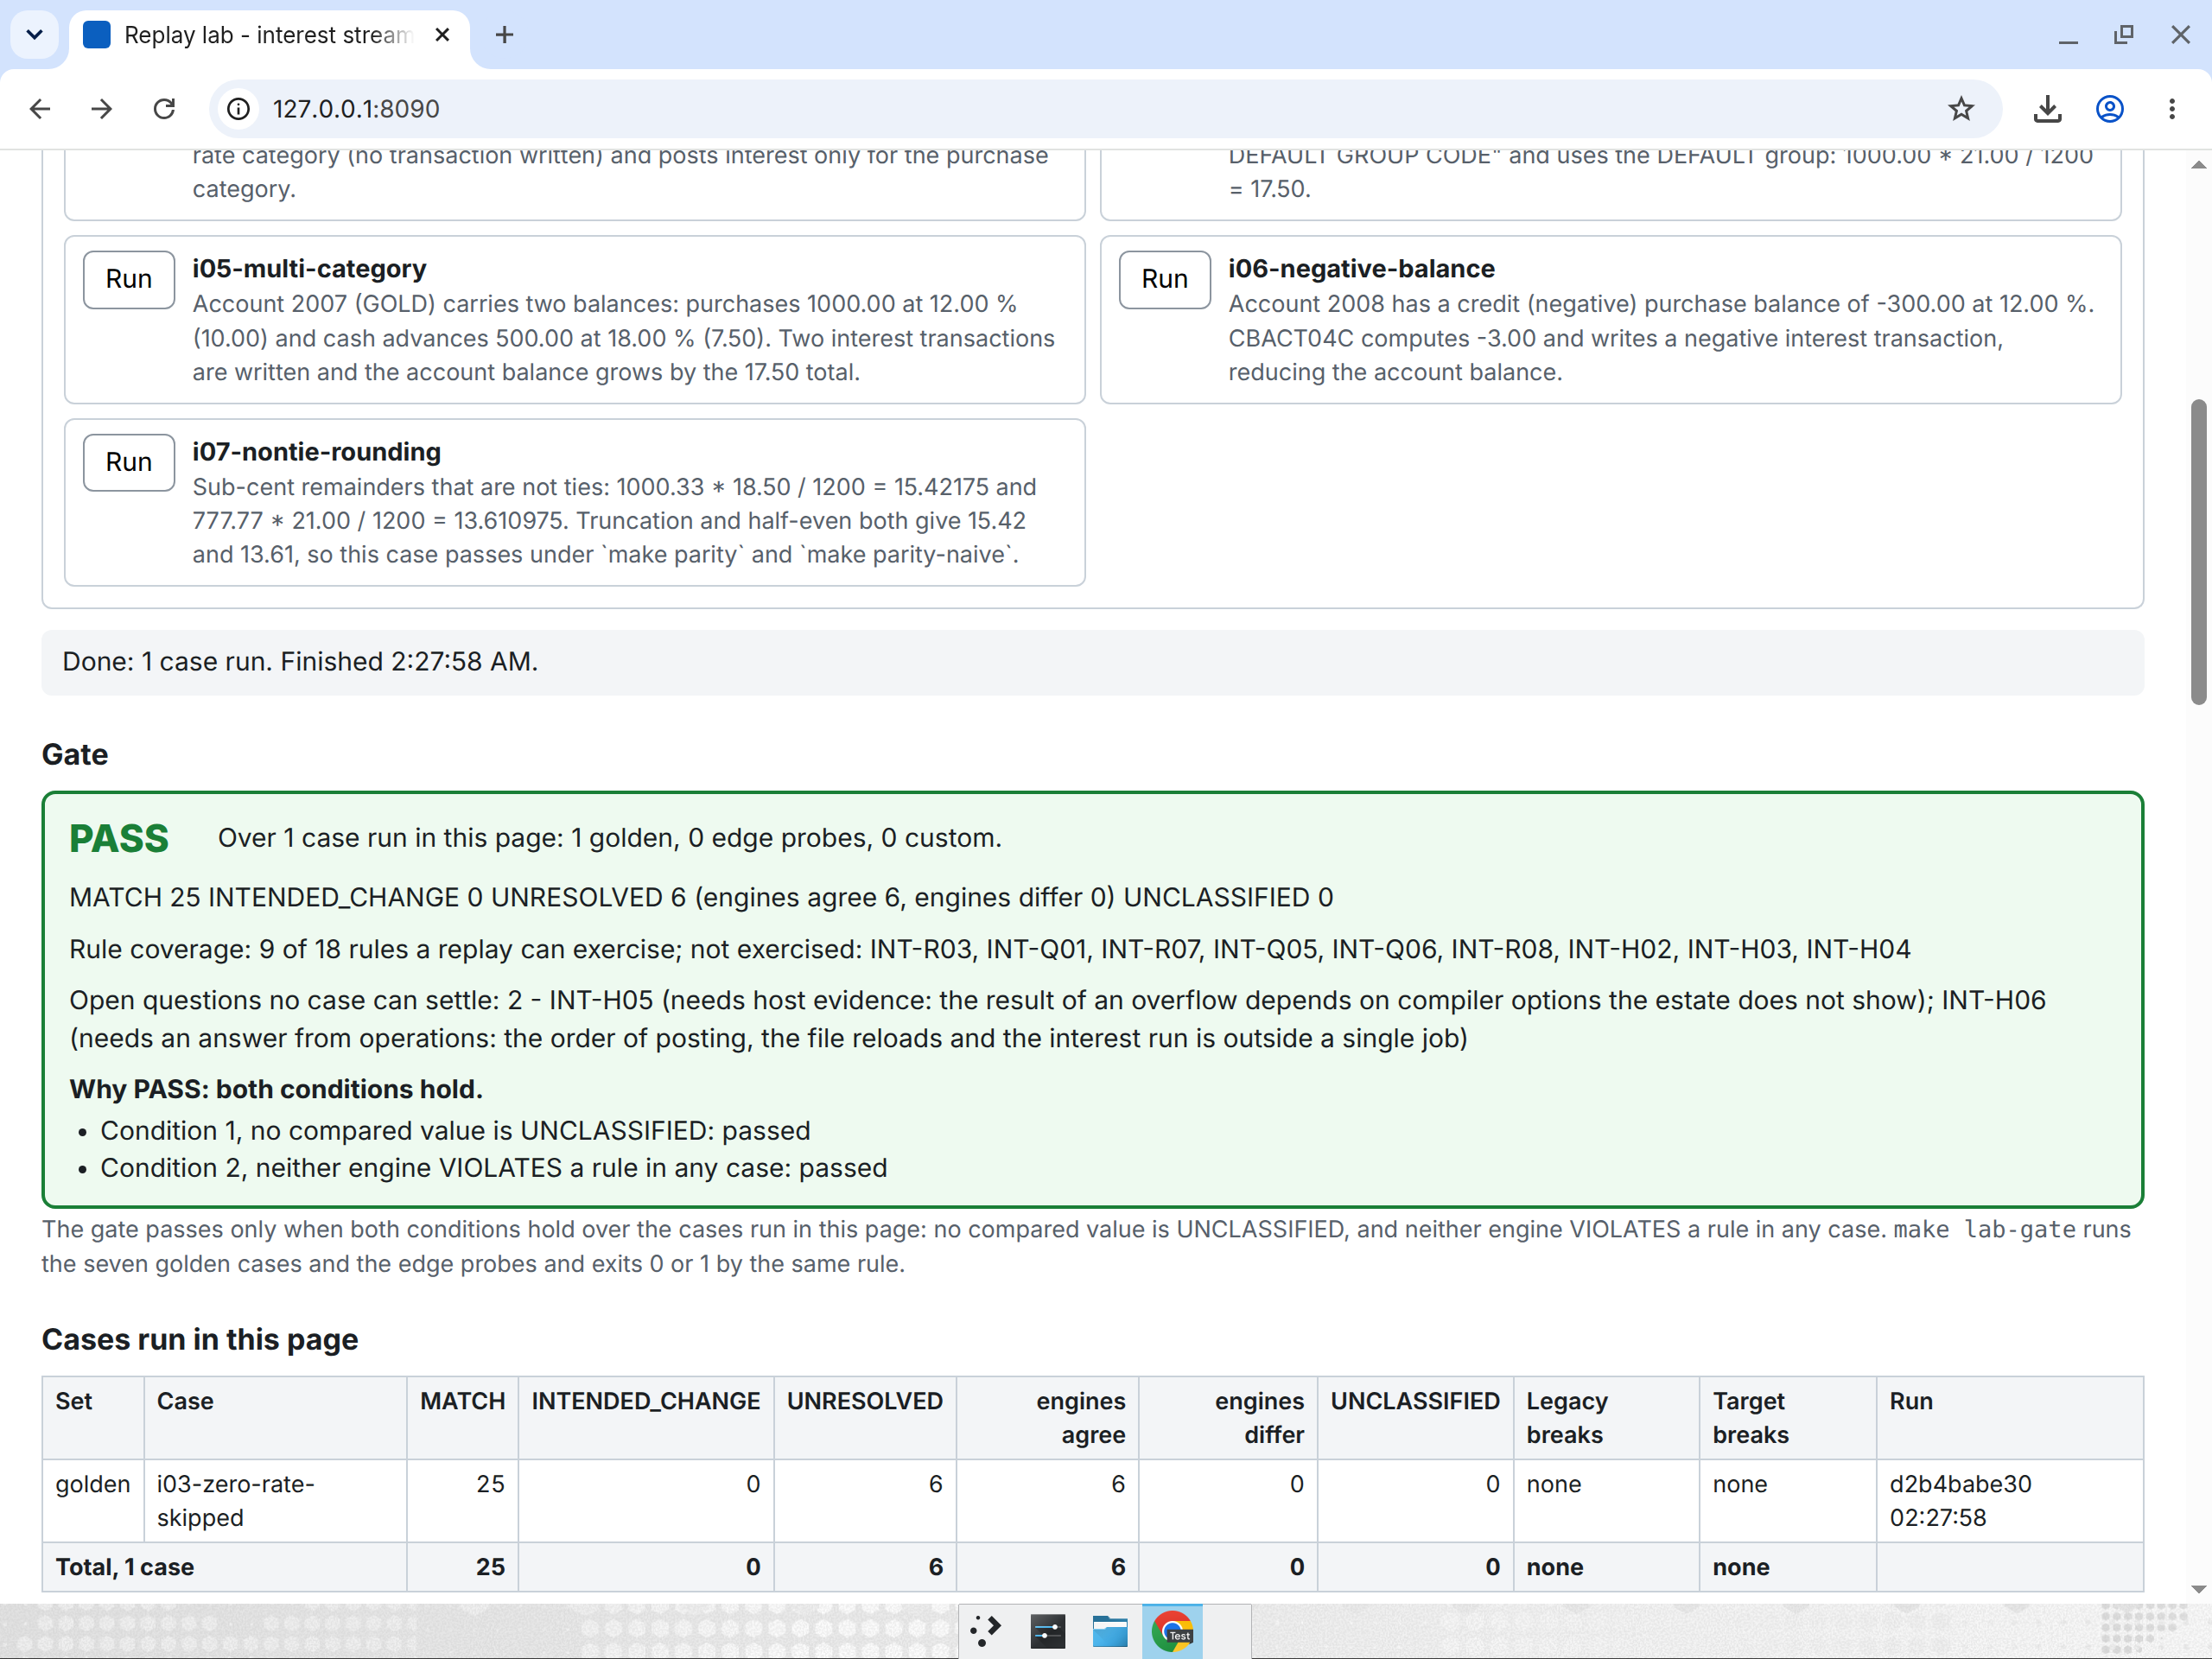 Replay lab - interest stream
127.0.0.1:8090
rate category (no transaction written) and posts interest only for the purchase
category.
DEFAULT GROUP CODE" and uses the DEFAULT group: 1000.00 * 21.00 / 1200
= 17.50.
Run
i05-multi-category
Account 2007 (GOLD) carries two balances: purchases 1000.00 at 12.00 %
(10.00) and cash advances 500.00 at 18.00 % (7.50). Two interest transactions
are written and the account balance grows by the 17.50 total.
Run
i06-negative-balance
Account 2008 has a credit (negative) purchase balance of -300.00 at 12.00 %.
CBACT04C computes -3.00 and writes a negative interest transaction,
reducing the account balance.
Run
i07-nontie-rounding
Sub-cent remainders that are not ties: 1000.33 * 18.50 / 1200 = 15.42175 and
777.77 * 21.00 / 1200 = 13.610975. Truncation and half-even both give 15.42
and 13.61, so this case passes under `make parity` and `make parity-naive`.
Done: 1 case run. Finished 2:27:58 AM.
Gate
PASS Over 1 case run in this page: 1 golden, 0 edge probes, 0 custom.
MATCH 25 INTENDED_CHANGE 0 UNRESOLVED 6 (engines agree 6, engines differ 0) UNCLASSIFIED 0
Rule coverage: 9 of 18 rules a replay can exercise; not exercised: INT-R03, INT-Q01, INT-R07, INT-Q05, INT-Q06, INT-R08, INT-H02, INT-H03, INT-H04
Open questions no case can settle: 2 - INT-H05 (needs host evidence: the result of an overflow depends on compiler options the estate does not show); INT-H06
(needs an answer from operations: the order of posting, the file reloads and the interest run is outside a single job)
Why PASS: both conditions hold.
• Condition 1, no compared value is UNCLASSIFIED: passed
• Condition 2, neither engine VIOLATES a rule in any case: passed
The gate passes only when both conditions hold over the cases run in this page: no compared value is UNCLASSIFIED, and neither engine VIOLATES a rule in any case. make lab-gate runs
the seven golden cases and the edge probes and exits 0 or 1 by the same rule.
Cases run in this page
Set Case MATCH INTENDED_CHANGE UNRESOLVED engines agree engines differ UNCLASSIFIED Legacy breaks Target breaks Run
golden i03-zero-rate-skipped 25 0 6 6 0 0 none none d2b4babe30 02:27:58
Total, 1 case 25 0 6 6 0 0 none none
Test